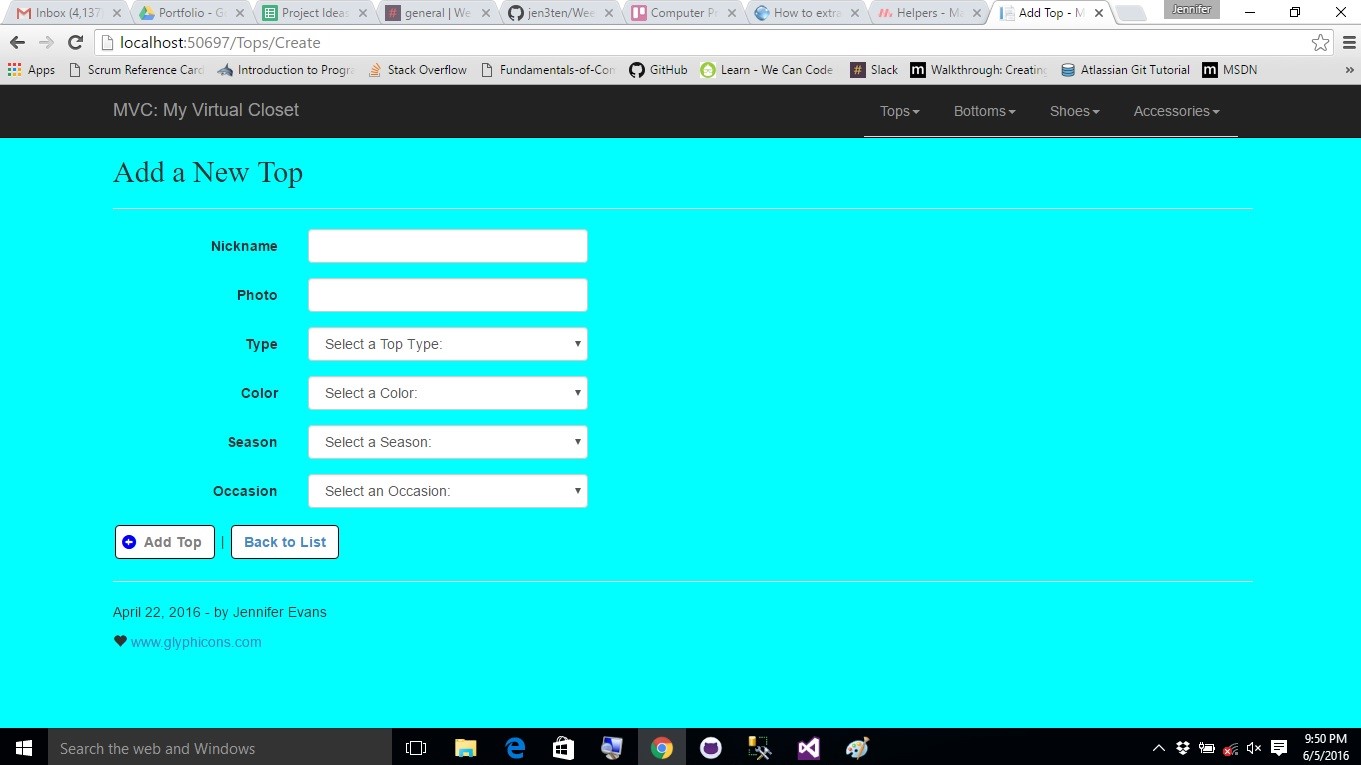 Inbox (4,137
Portfolio - G
Project Ideas
general | We
jen3ten/Wee
Computer P
How to extra
Helpers - Ma
Add Top - M
Jennifer
localhost:50697/Tops/Create
Apps
Scrum Reference Card
Introduction to Progra
Stack Overflow
Fundamentals-of-Con
GitHub
Learn - We Can Code
Slack
Walkthrough: Creating
Atlassian Git Tutorial
MSDN
»
MVC: My Virtual Closet
Tops
Bottoms
Shoes
Accessories
Add a New Top
Nickname
Photo
Type
Select a Top Type:
Color
Select a Color:
Season
Select a Season:
Occasion
Select an Occasion:
Add Top | Back to List
April 22, 2016 - by Jennifer Evans
www.glyphicons.com
Search the web and Windows
9:50 PM
6/5/2016